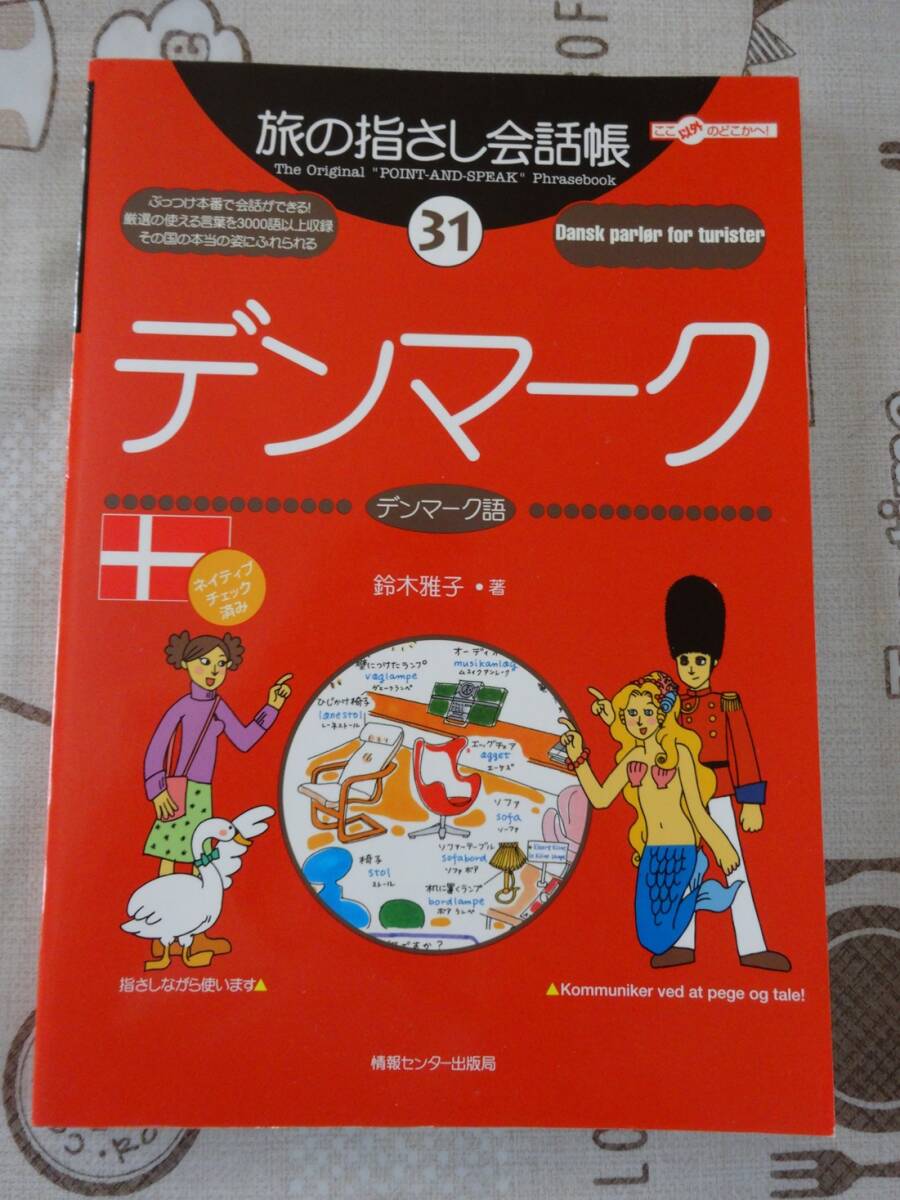 旅の指さし会話帳
The Original "POINT-AND-SPEAK" Phrasebook
ここ以外のどこかへ!
ぶっつけ本番で会話ができる!
厳選の使える言葉を3000語以上収録
その国の本当の姿にふれられる
31
Dansk parlør for turister
デンマーク
デンマーク語
ネイティブ
チェック
済み
鈴木雅子・著
壁につけたランプ
væglampe
ヴェーグランペ
オーディオ
musikanlæg
ムスイクアンレーグ
ひじかけ椅子
lænestol
レーネストール
エッグチェア
ægget
エーゲズ
ソファ
sofa
ソーファ
ソファーテーブル
sofabord
ソファボア
椅子
stol
ストール
机に置くランプ
bordlampe
ボアランペ
ですか?
指さしながら使います▲
▲Kommuniker ved at pege og tale!
情報センター出版局